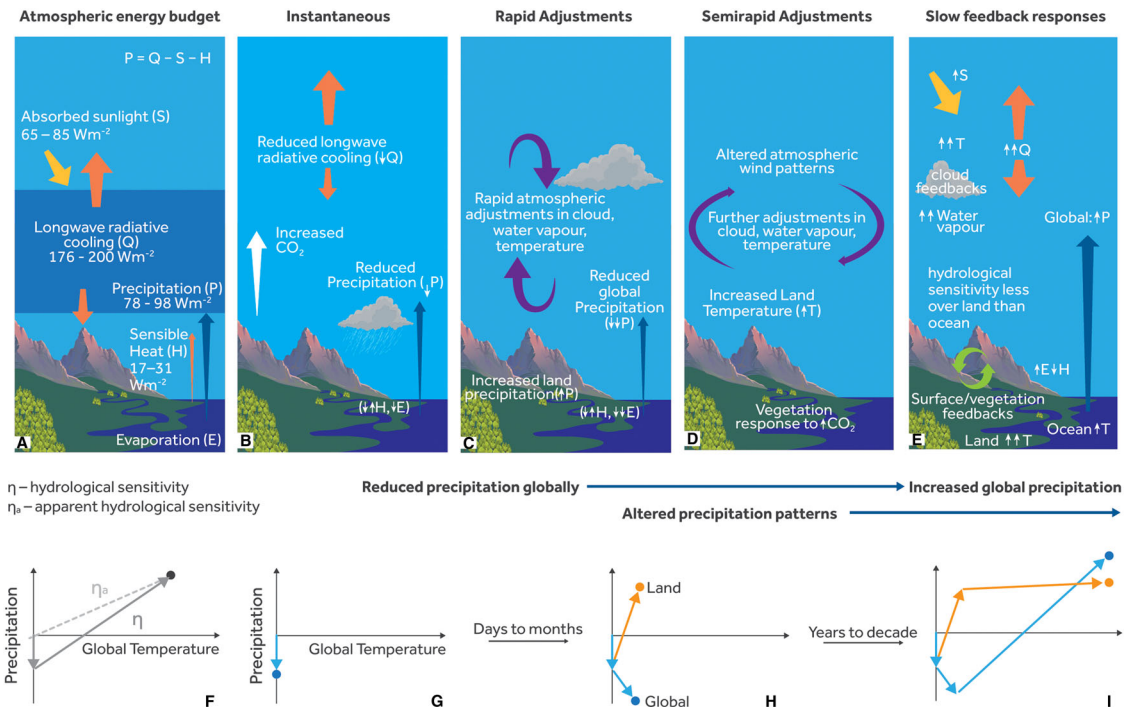 Atmospheric energy budget
P = Q – S – H
Absorbed sunlight (S)
65 – 85 Wm⁻²
Longwave radiative
cooling (Q)
176 - 200 Wm⁻²
Precipitation (P)
78 - 98 Wm⁻²
Sensible
Heat (H)
17–31
Wm⁻²
Evaporation (E)
A
Instantaneous
Reduced longwave
radiative cooling (↓Q)
Increased
CO₂
Reduced
Precipitation (↓P)
(↓↑H,↓E)
B
Rapid Adjustments
Rapid atmospheric
adjustments in cloud,
water vapour,
temperature
Reduced
global
Precipitation
(↓↓P)
Increased land
precipitation(↑P)
(↓↑H,↓↓E)
C
Semirapid Adjustments
Altered atmospheric
wind patterns
Further adjustments in
cloud, water vapour,
temperature
Increased Land
Temperature (↑T)
Vegetation
response to ↑CO₂
D
Slow feedback responses
↑S
↑↑T
↑↑Q
cloud
feedbacks
↑↑ Water
vapour
Global:↑P
hydrological
sensitivity less
over land than
ocean
↑E↓H
Surface/vegetation
feedbacks
Ocean↑T
Land ↑↑T
E
η – hydrological sensitivity
ηₐ – apparent hydrological sensitivity
Reduced precipitation globally
Increased global precipitation
Altered precipitation patterns
Precipitation
ηₐ
η
Global Temperature
F
Precipitation
Global Temperature
G
Days to months
Land
Global
H
Years to decade
I